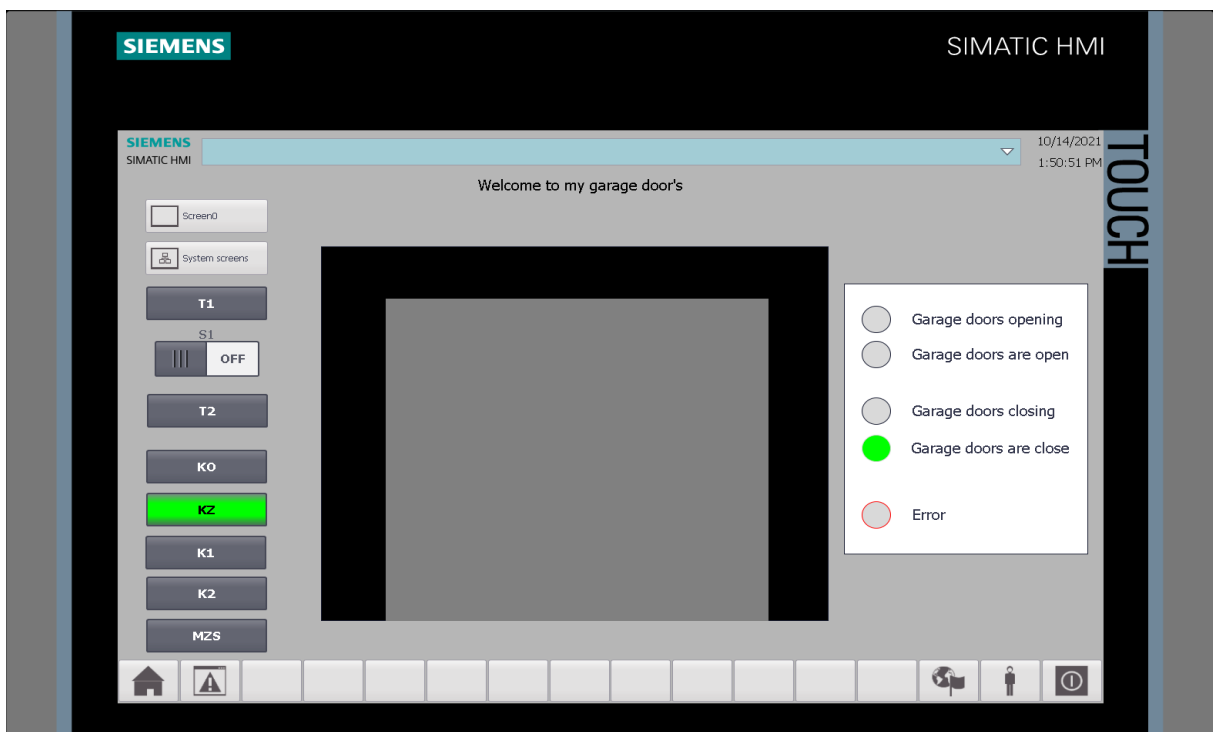 SIEMENS
SIMATIC HMI
TOUCH
SIEMENS
SIMATIC HMI
10/14/2021
1:50:51 PM
Welcome to my garage door's
Screen0
System screens
T1
S1
OFF
T2
KO
KZ
K1
K2
MZS
Garage doors opening
Garage doors are open
Garage doors closing
Garage doors are close
Error